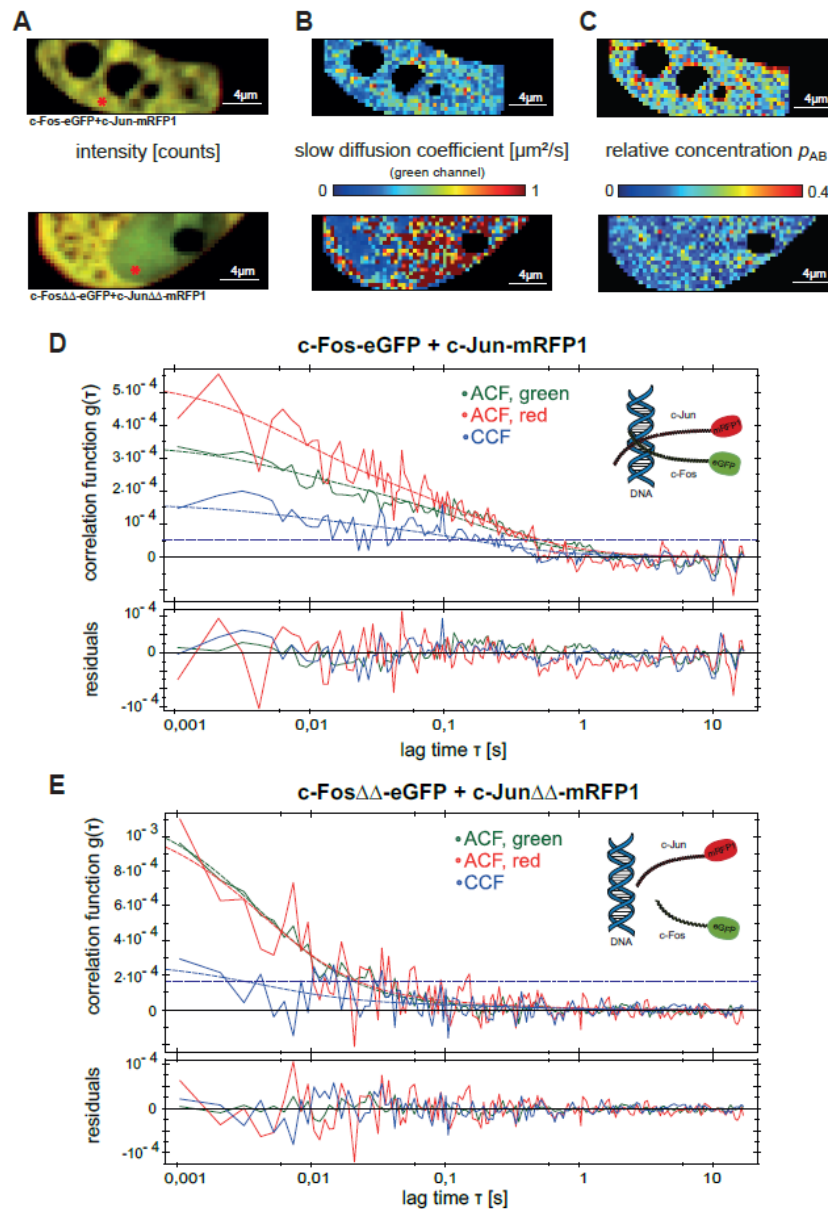 A
B
C
4µm
4µm
4µm
c-Fos-eGFP+c-Jun-mRFP1
intensity [counts]
slow diffusion coefficient [µm²/s]
(green channel)
relative concentration pAB
0
1
0
0.4
4µm
4µm
4µm
c-Fos∆∆-eGFP+c-Jun∆∆-mRFP1
D
c-Fos-eGFP + c-Jun-mRFP1
correlation function g(τ)
5·10⁻⁴
4·10⁻⁴
3·10⁻⁴
2·10⁻⁴
10⁻⁴
0
ACF, green
ACF, red
CCF
c-Jun
mRFP1
eGFP
c-Fos
DNA
residuals
10⁻⁴
0
-10⁻⁴
0,001
0,01
0,1
1
10
lag time τ [s]
E
c-Fos∆∆-eGFP + c-Jun∆∆-mRFP1
correlation function g(τ)
10⁻³
8·10⁻⁴
6·10⁻⁴
4·10⁻⁴
2·10⁻⁴
0
ACF, green
ACF, red
CCF
c-Jun
mRFP1
c-Fos
eGFP
DNA
residuals
10⁻⁴
0
-10⁻⁴
0,001
0,01
0,1
1
10
lag time τ [s]